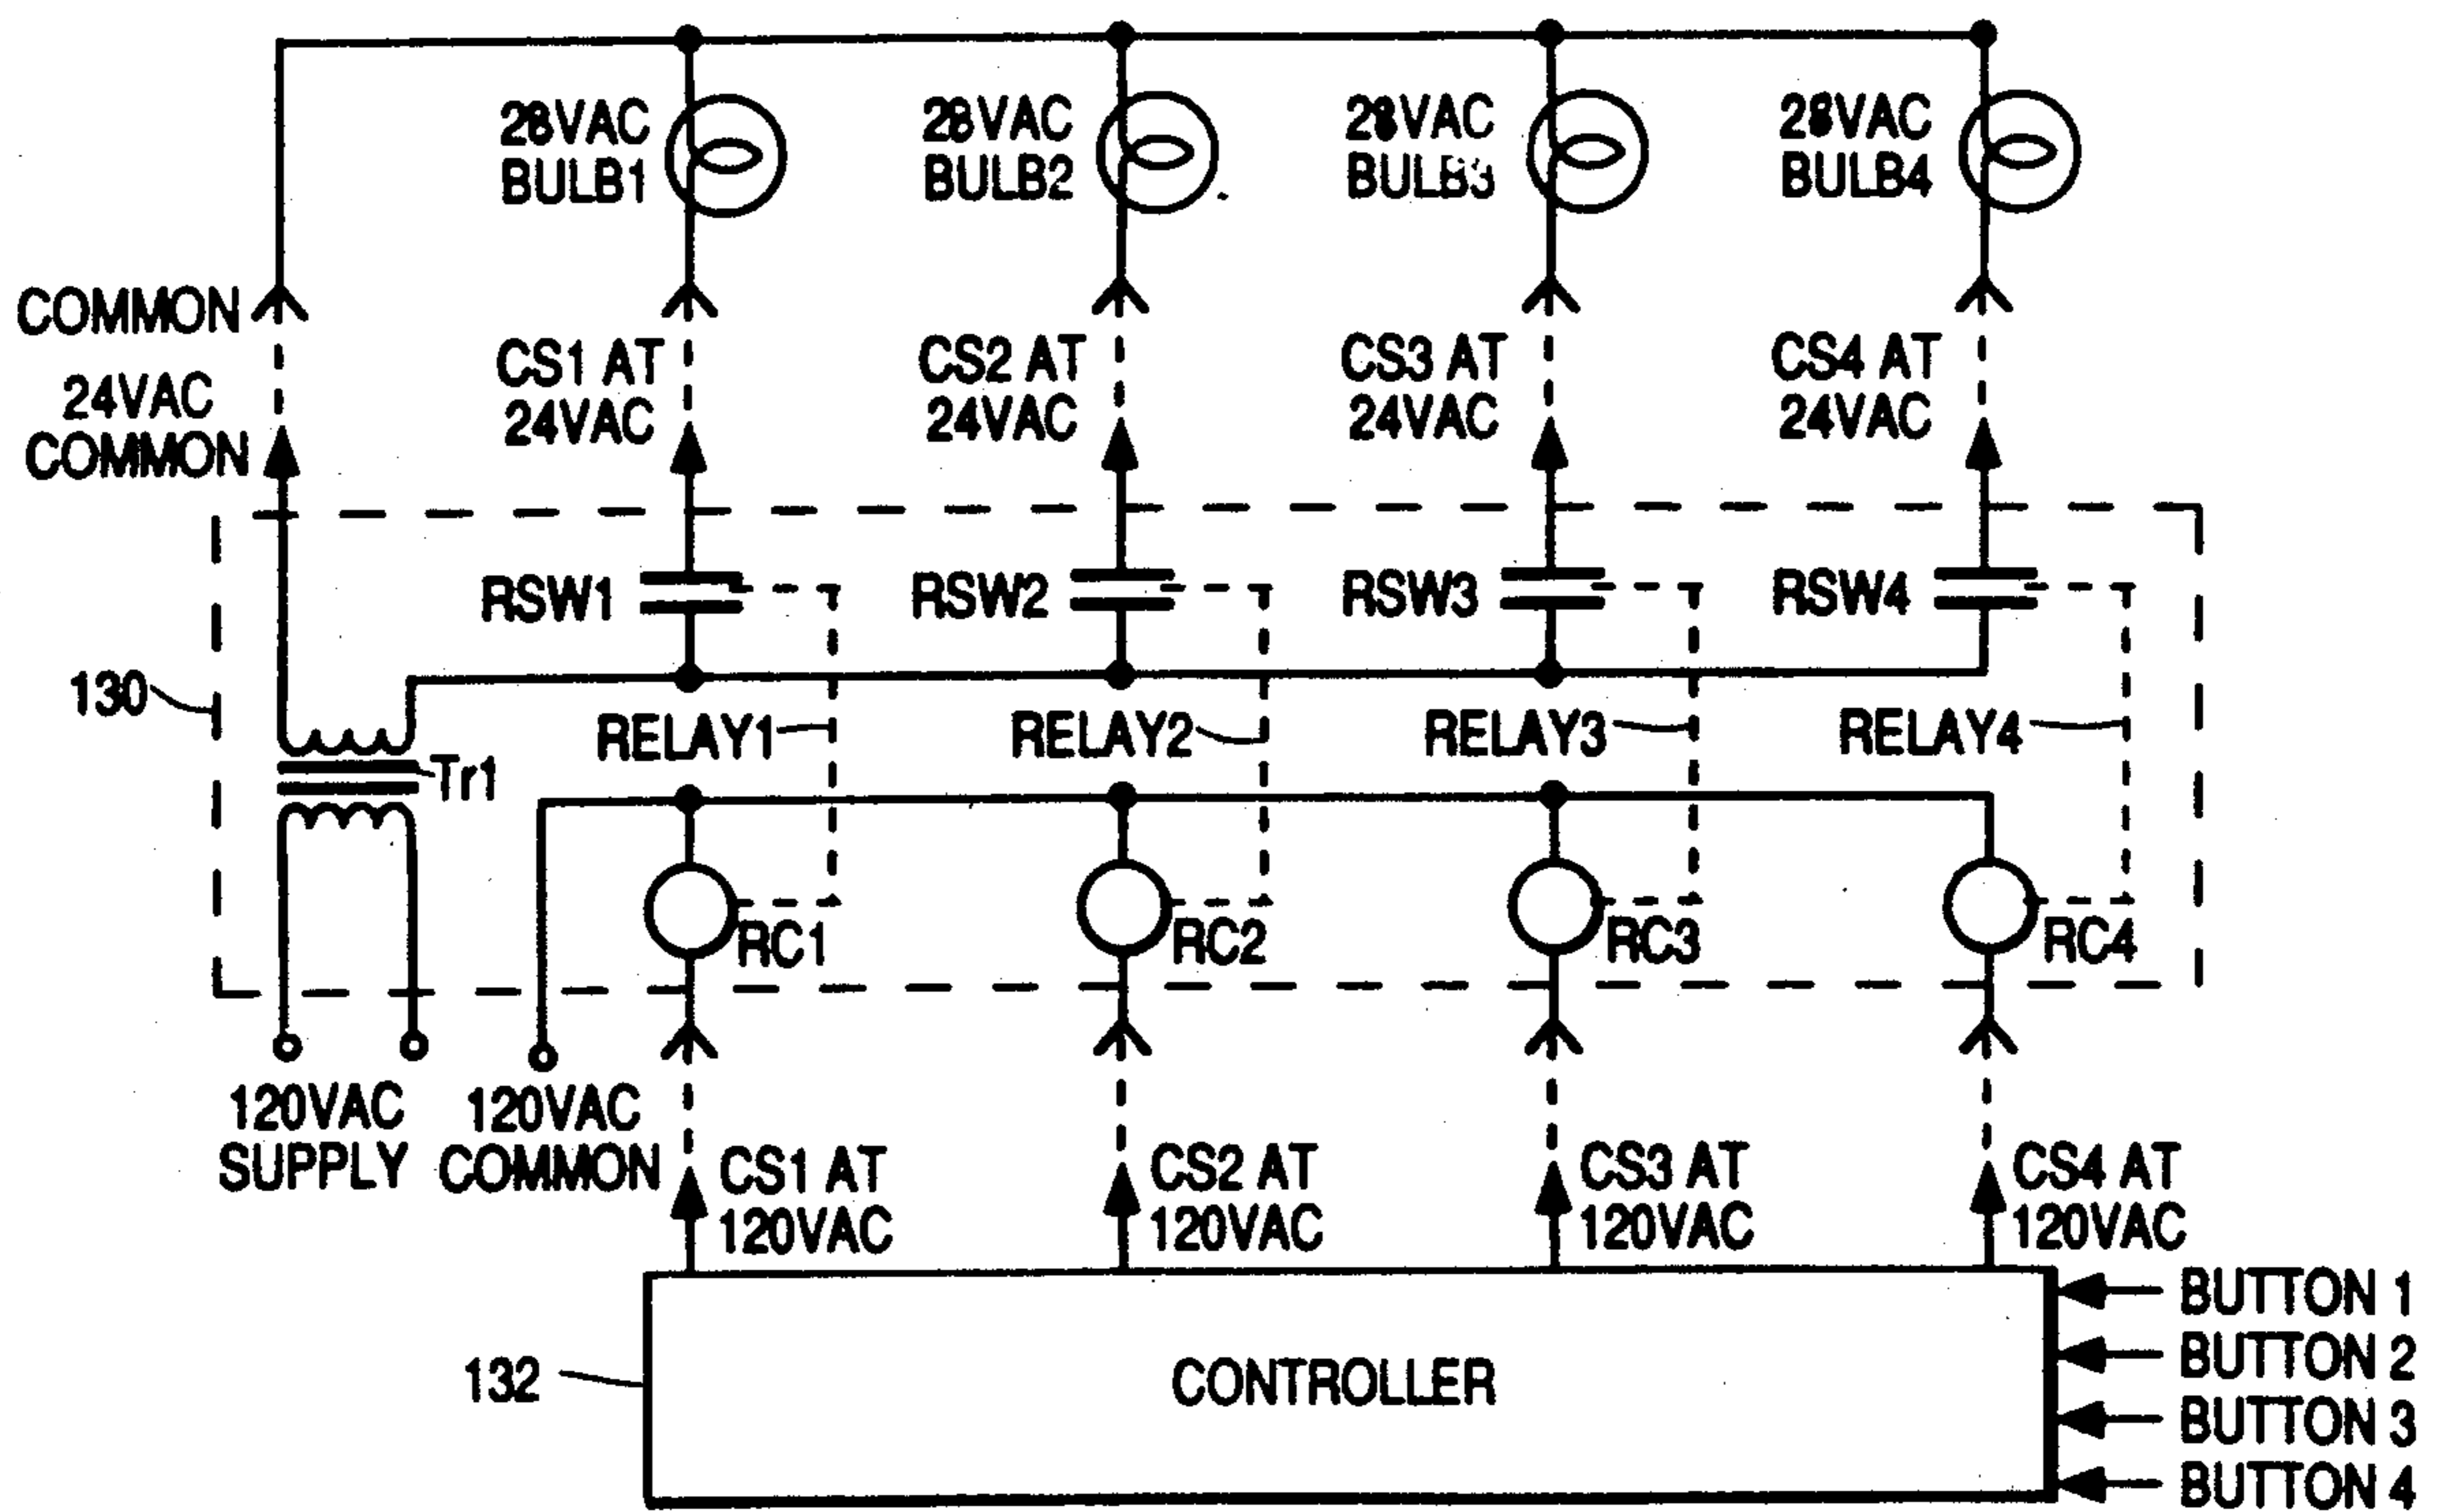 28VAC
BULB1
28VAC
BULB2
28VAC
BULB3
28VAC
BULB4
COMMON
24VAC
COMMON
CS1 AT
24VAC
CS2 AT
24VAC
CS3 AT
24VAC
CS4 AT
24VAC
RSW1
RSW2
RSW3
RSW4
130
RELAY1
RELAY2
RELAY3
RELAY4
Tr1
RC1
RC2
RC3
RC4
120VAC
SUPPLY
120VAC
COMMON
CS1 AT
120VAC
CS2 AT
120VAC
CS3 AT
120VAC
CS4 AT
120VAC
132
CONTROLLER
BUTTON 1
BUTTON 2
BUTTON 3
BUTTON 4